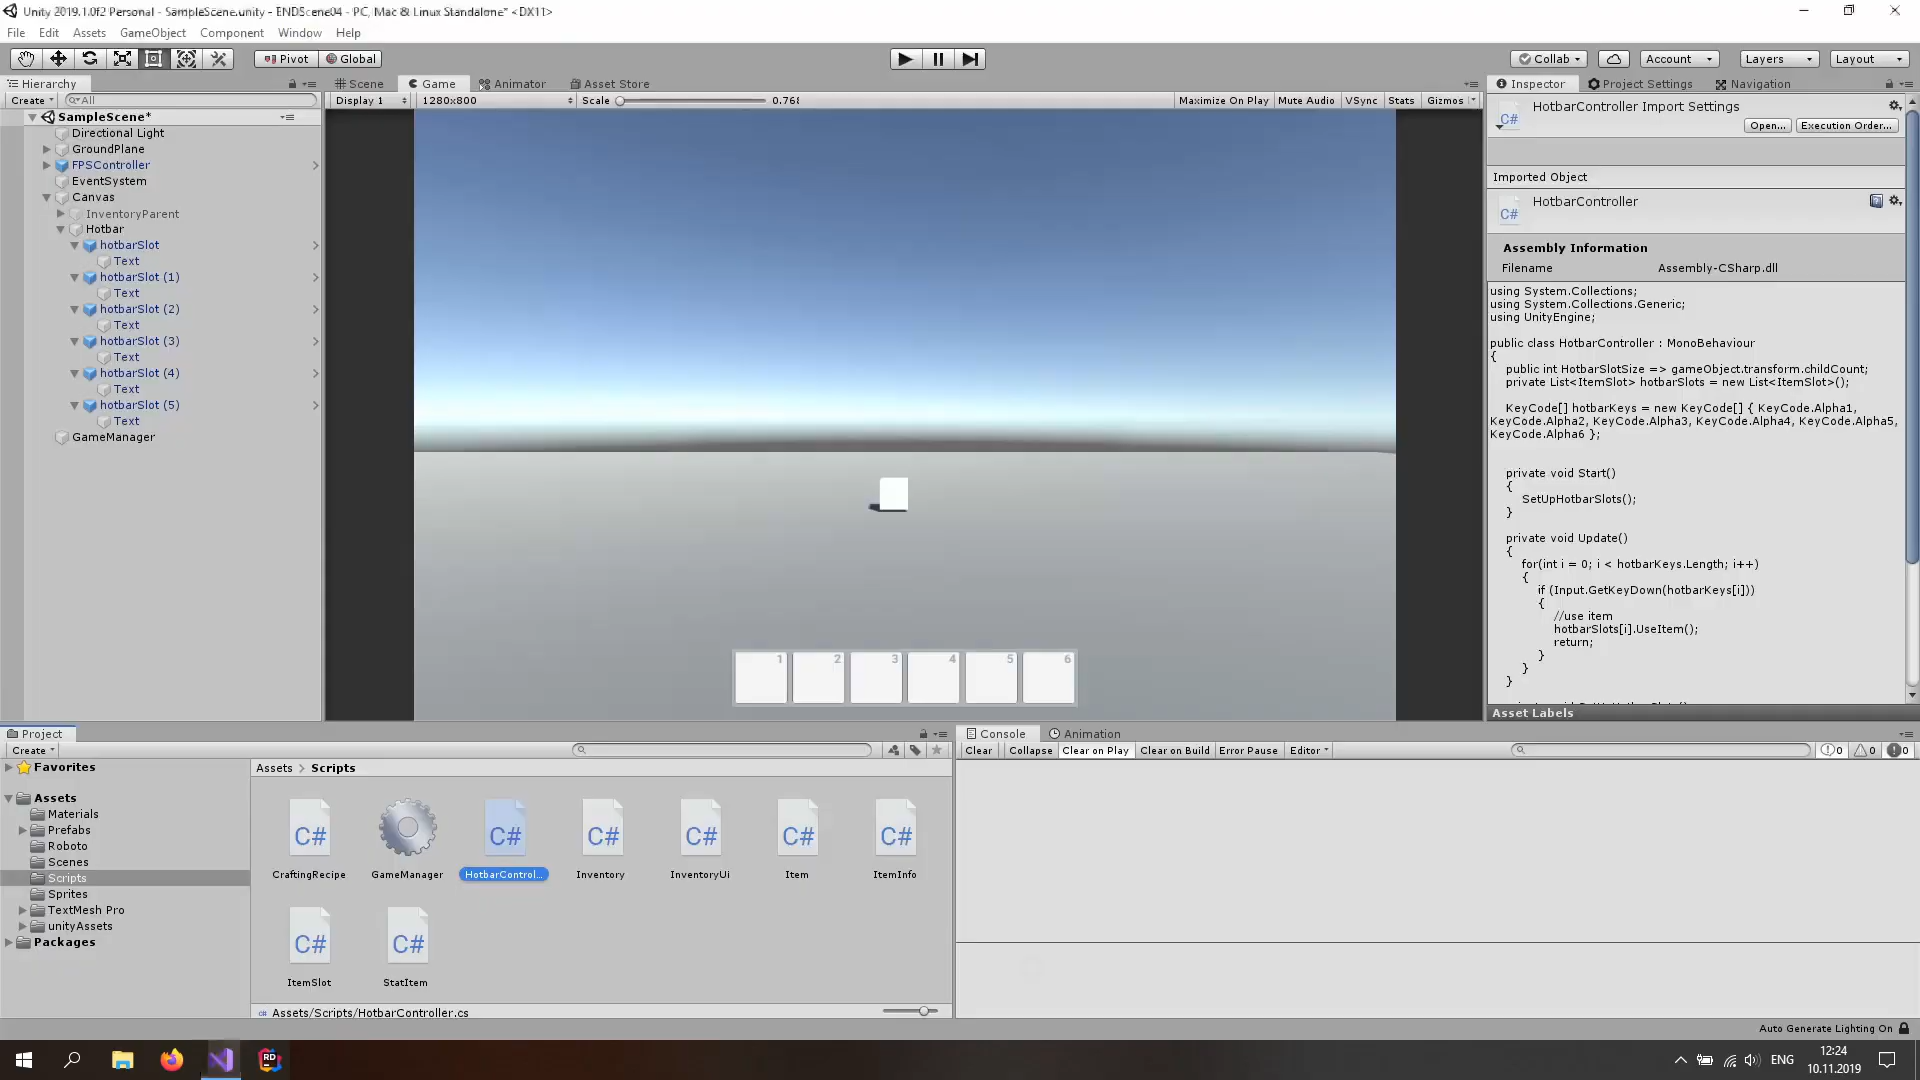 Unity 2019.1.0f2 Personal - SampleScene.unity - ENDScene04 - PC, Mac & Linux Standalone* <DX11>
File Edit Assets GameObject Component Window Help
Pivot Global Collab Account Layers Layout
Hierarchy
Create All
SampleScene*
Directional Light
GroundPlane
FPSController
EventSystem
Canvas
InventoryParent
Hotbar
hotbarSlot
Text
hotbarSlot (1)
Text
hotbarSlot (2)
Text
hotbarSlot (3)
Text
hotbarSlot (4)
Text
hotbarSlot (5)
Text
GameManager
Scene Game Animator Asset Store
Display 1 1280x800 Scale 0.768 Maximize On Play Mute Audio VSync Stats Gizmos
1 2 3 4 5 6
Inspector Project Settings Navigation
HotbarController Import Settings
C#
Open... Execution Order...
Imported Object
HotbarController
C#
Assembly Information
Filename Assembly-CSharp.dll
using System.Collections;
using System.Collections.Generic;
using UnityEngine;
public class HotbarController : MonoBehaviour
{
public int HotbarSlotSize => gameObject.transform.childCount;
private List<ItemSlot> hotbarSlots = new List<ItemSlot>();
KeyCode[] hotbarKeys = new KeyCode[] { KeyCode.Alpha1,
KeyCode.Alpha2, KeyCode.Alpha3, KeyCode.Alpha4, KeyCode.Alpha5,
KeyCode.Alpha6 };
private void Start()
{
SetUpHotbarSlots();
}
private void Update()
{
for(int i = 0; i < hotbarKeys.Length; i++)
{
if (Input.GetKeyDown(hotbarKeys[i]))
{
//use item
hotbarSlots[i].UseItem();
return;
}
}
}
Asset Labels
Project
Create
Favorites
Assets
Materials
Prefabs
Roboto
Scenes
Scripts
Sprites
TextMesh Pro
unityAssets
Packages
Assets > Scripts
C# C# C# C# C# C#
CraftingRecipe GameManager HotbarControl... Inventory InventoryUi Item ItemInfo
C# C#
ItemSlot StatItem
Assets/Scripts/HotbarController.cs
Console Animation
Clear Collapse Clear on Play Clear on Build Error Pause Editor 0 0 0
Auto Generate Lighting On
RD
ENG
12:24
10.11.2019